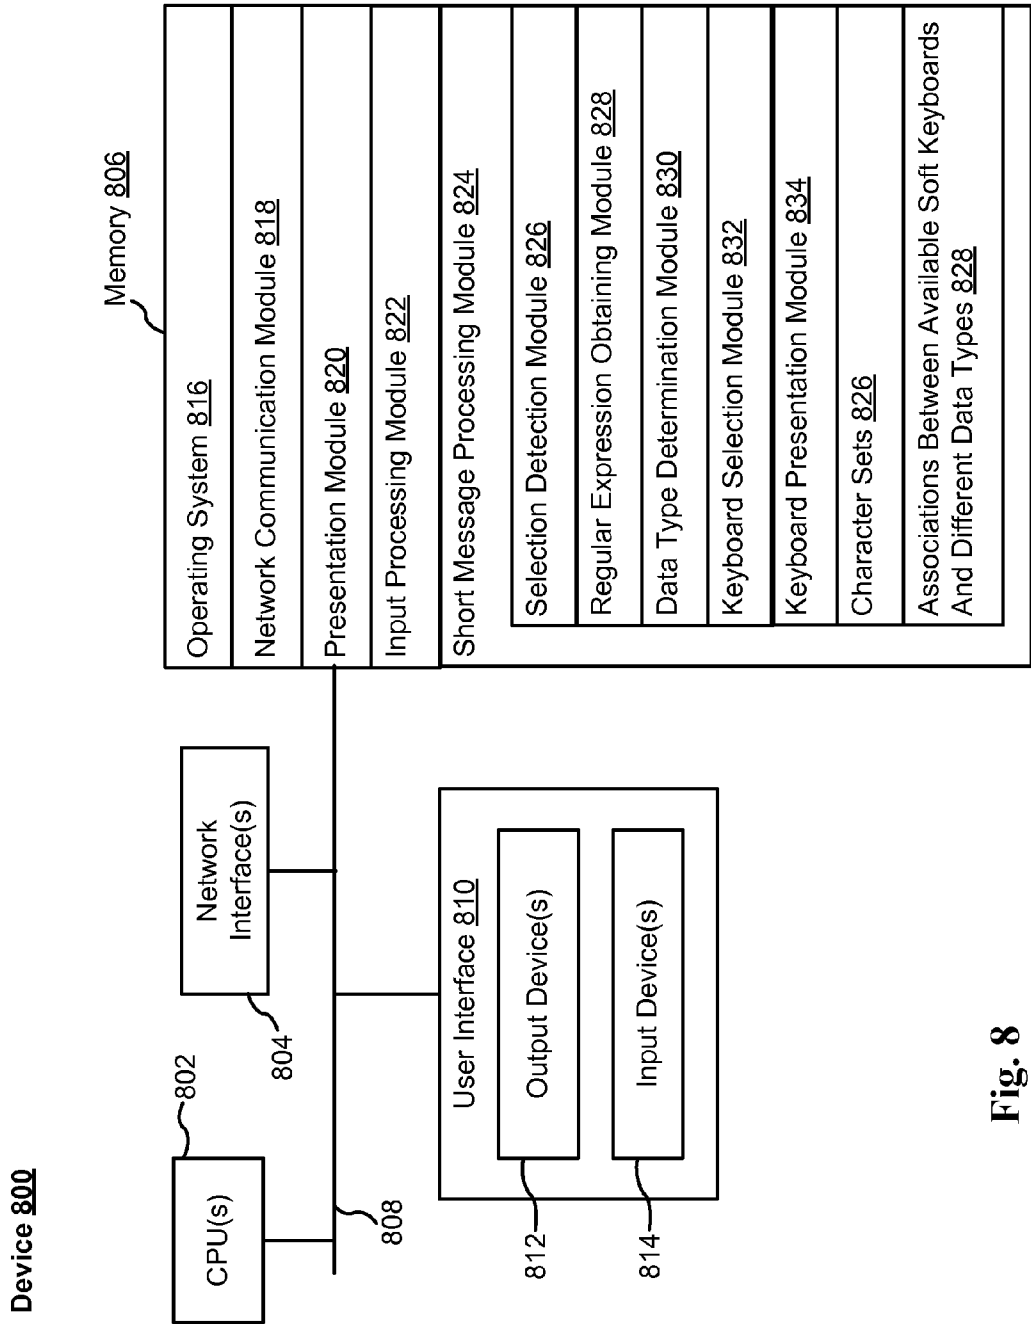 Device 800
CPU(s)
802
Network
Interface(s)
804
808
User Interface 810
Output Device(s)
812
Input Device(s)
814
Memory 806
Operating System 816
Network Communication Module 818
Presentation Module 820
Input Processing Module 822
Short Message Processing Module 824
Selection Detection Module 826
Regular Expression Obtaining Module 828
Data Type Determination Module 830
Keyboard Selection Module 832
Keyboard Presentation Module 834
Character Sets 826
Associations Between Available Soft Keyboards
And Different Data Types 828
Fig. 8